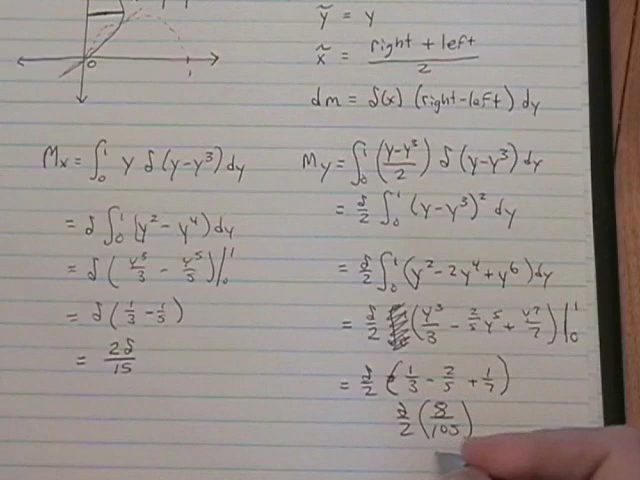 0
1
ỹ = y
x̃ = (right + left)/2
dm = δ(x) (right-left) dy
Mx = ∫₀¹ y δ (y-y³) dy
= δ ∫₀¹ (y² - y⁴) dy
= δ (y³/3 - y⁵/5) |₀¹
= δ (1/3 - 1/5)
= 2δ/15
My = ∫₀¹ ((y-y³)/2) δ (y-y³) dy
= δ/2 ∫₀¹ (y-y³)² dy
= δ/2 ∫₀¹ (y² - 2y⁴ + y⁶) dy
= δ/2 (y³/3 - 2/5 y⁵ + y⁷/7) |₀¹
= δ/2 (1/3 - 2/5 + 1/7)
δ/2 (8/105)